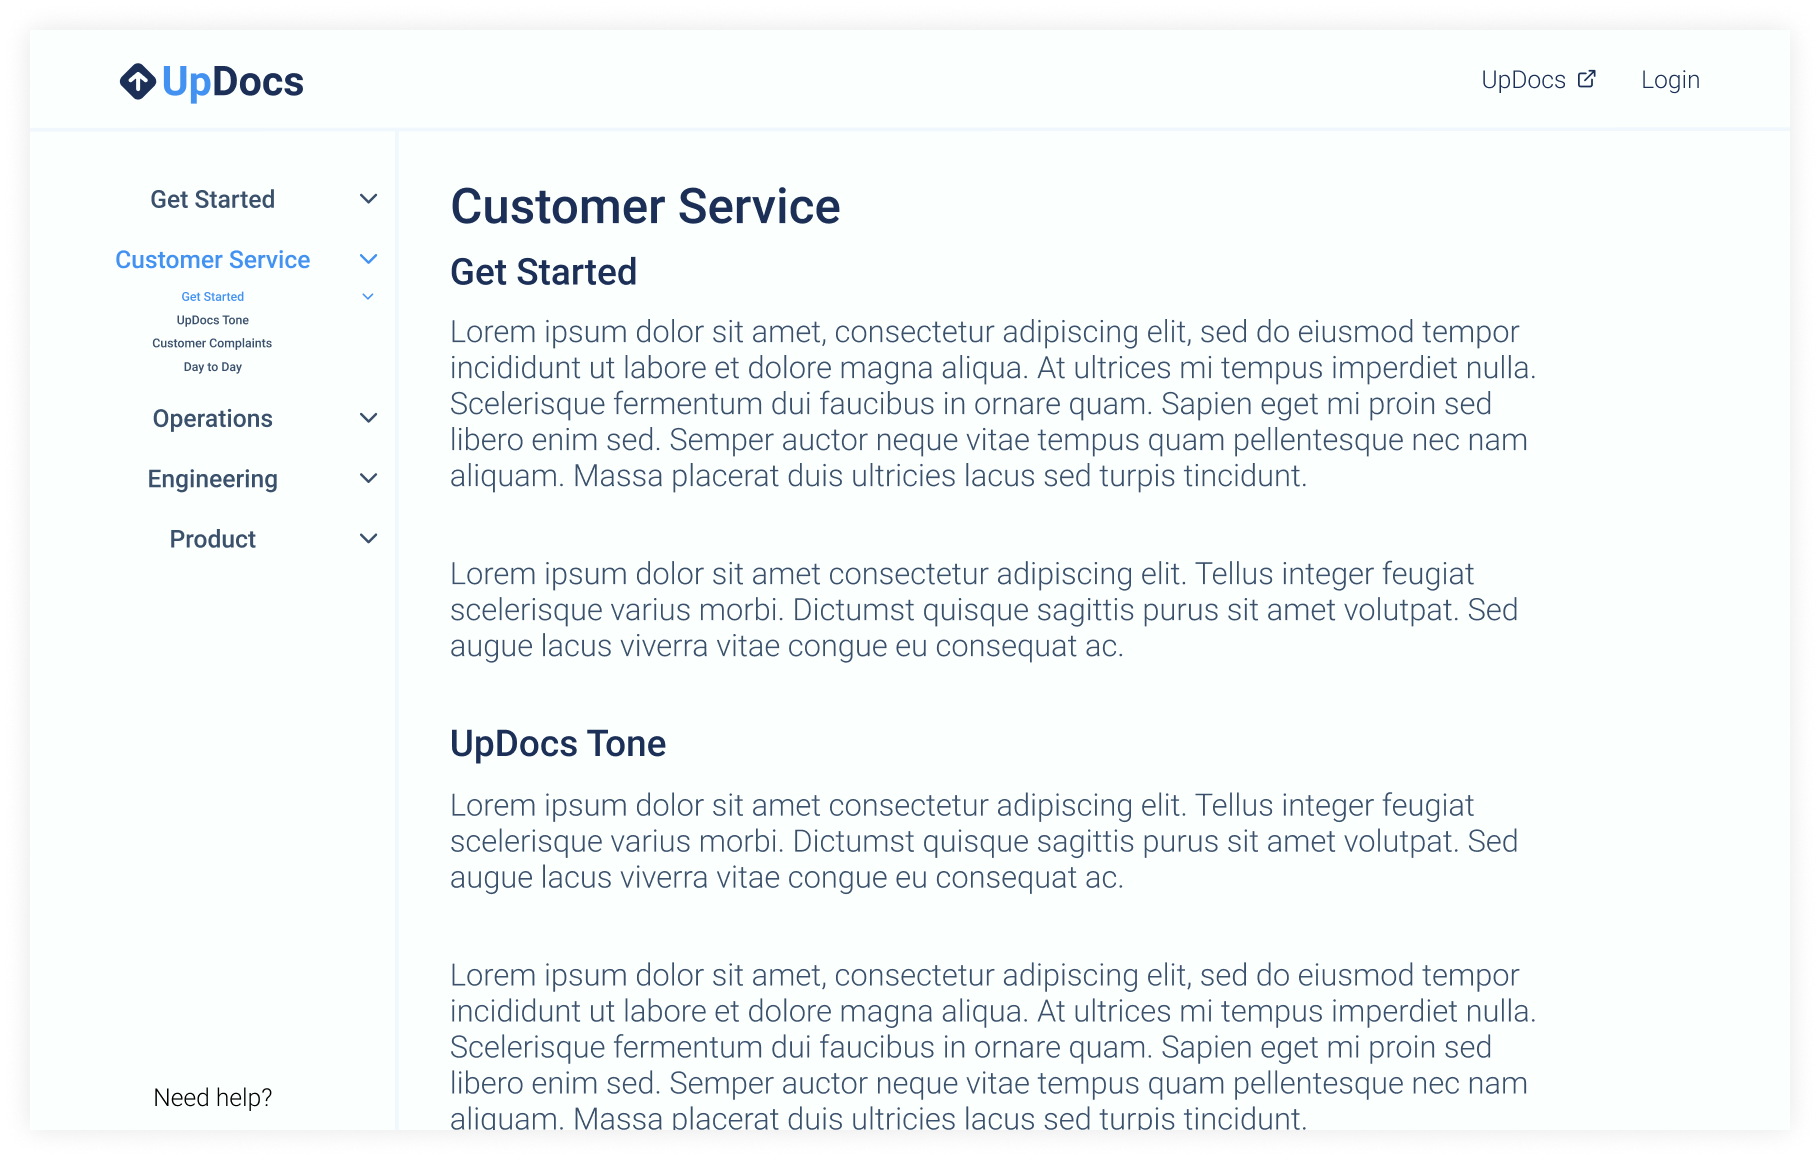 UpDocs
UpDocs
Login
Get Started
Customer Service
Get Started
UpDocs Tone
Customer Complaints
Day to Day
Operations
Engineering
Product
Need help?
Customer Service
Get Started
Lorem ipsum dolor sit amet, consectetur adipiscing elit, sed do eiusmod tempor
incididunt ut labore et dolore magna aliqua. At ultrices mi tempus imperdiet nulla.
Scelerisque fermentum dui faucibus in ornare quam. Sapien eget mi proin sed
libero enim sed. Semper auctor neque vitae tempus quam pellentesque nec nam
aliquam. Massa placerat duis ultricies lacus sed turpis tincidunt.
Lorem ipsum dolor sit amet consectetur adipiscing elit. Tellus integer feugiat
scelerisque varius morbi. Dictumst quisque sagittis purus sit amet volutpat. Sed
augue lacus viverra vitae congue eu consequat ac.
UpDocs Tone
Lorem ipsum dolor sit amet consectetur adipiscing elit. Tellus integer feugiat
scelerisque varius morbi. Dictumst quisque sagittis purus sit amet volutpat. Sed
augue lacus viverra vitae congue eu consequat ac.
Lorem ipsum dolor sit amet, consectetur adipiscing elit, sed do eiusmod tempor
incididunt ut labore et dolore magna aliqua. At ultrices mi tempus imperdiet nulla.
Scelerisque fermentum dui faucibus in ornare quam. Sapien eget mi proin sed
libero enim sed. Semper auctor neque vitae tempus quam pellentesque nec nam
aliquam. Massa placerat duis ultricies lacus sed turpis tincidunt.